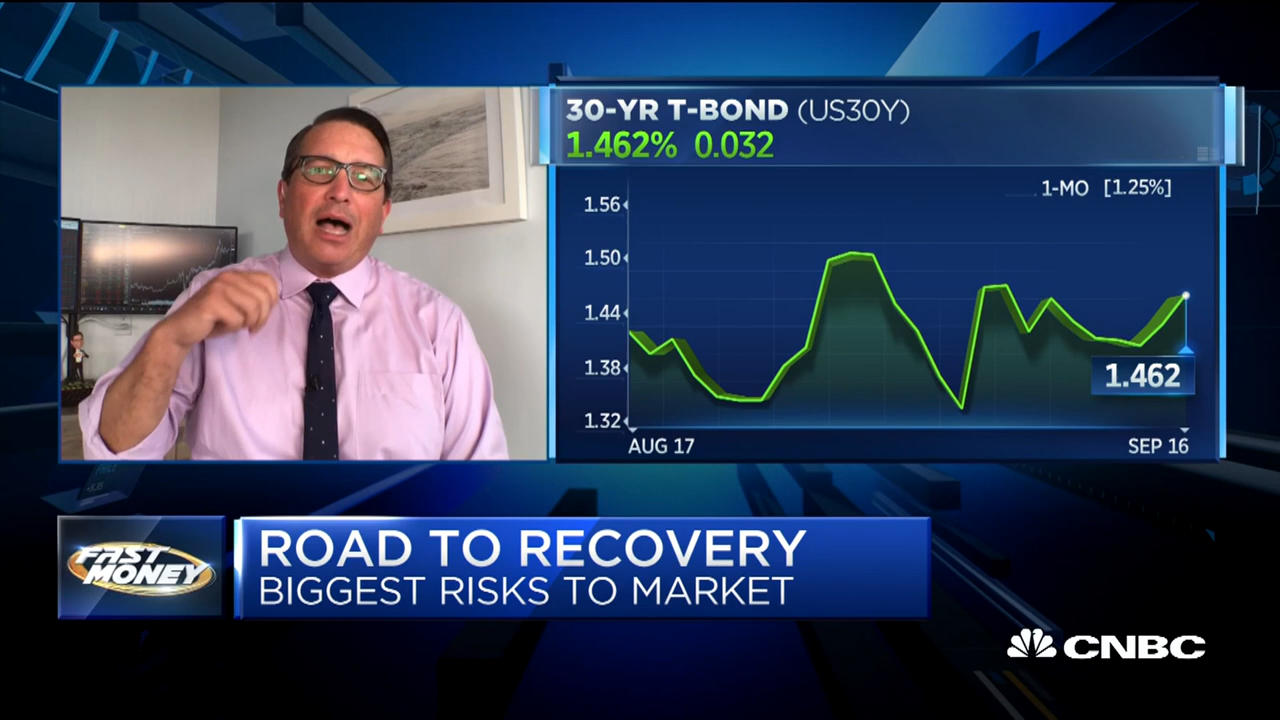 30-YR T-BOND (US30Y)
1.462% 0.032
1-MO [1.25%]
1.56
1.50
1.44
1.38
1.32
1.462
AUG 17
SEP 16
FAST
MONEY
ROAD TO RECOVERY
BIGGEST RISKS TO MARKET
CNBC